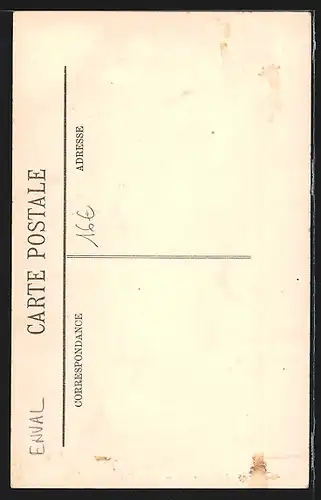 ENVAL
CARTE POSTALE
CORRESPONDANCE
ADRESSE
16€